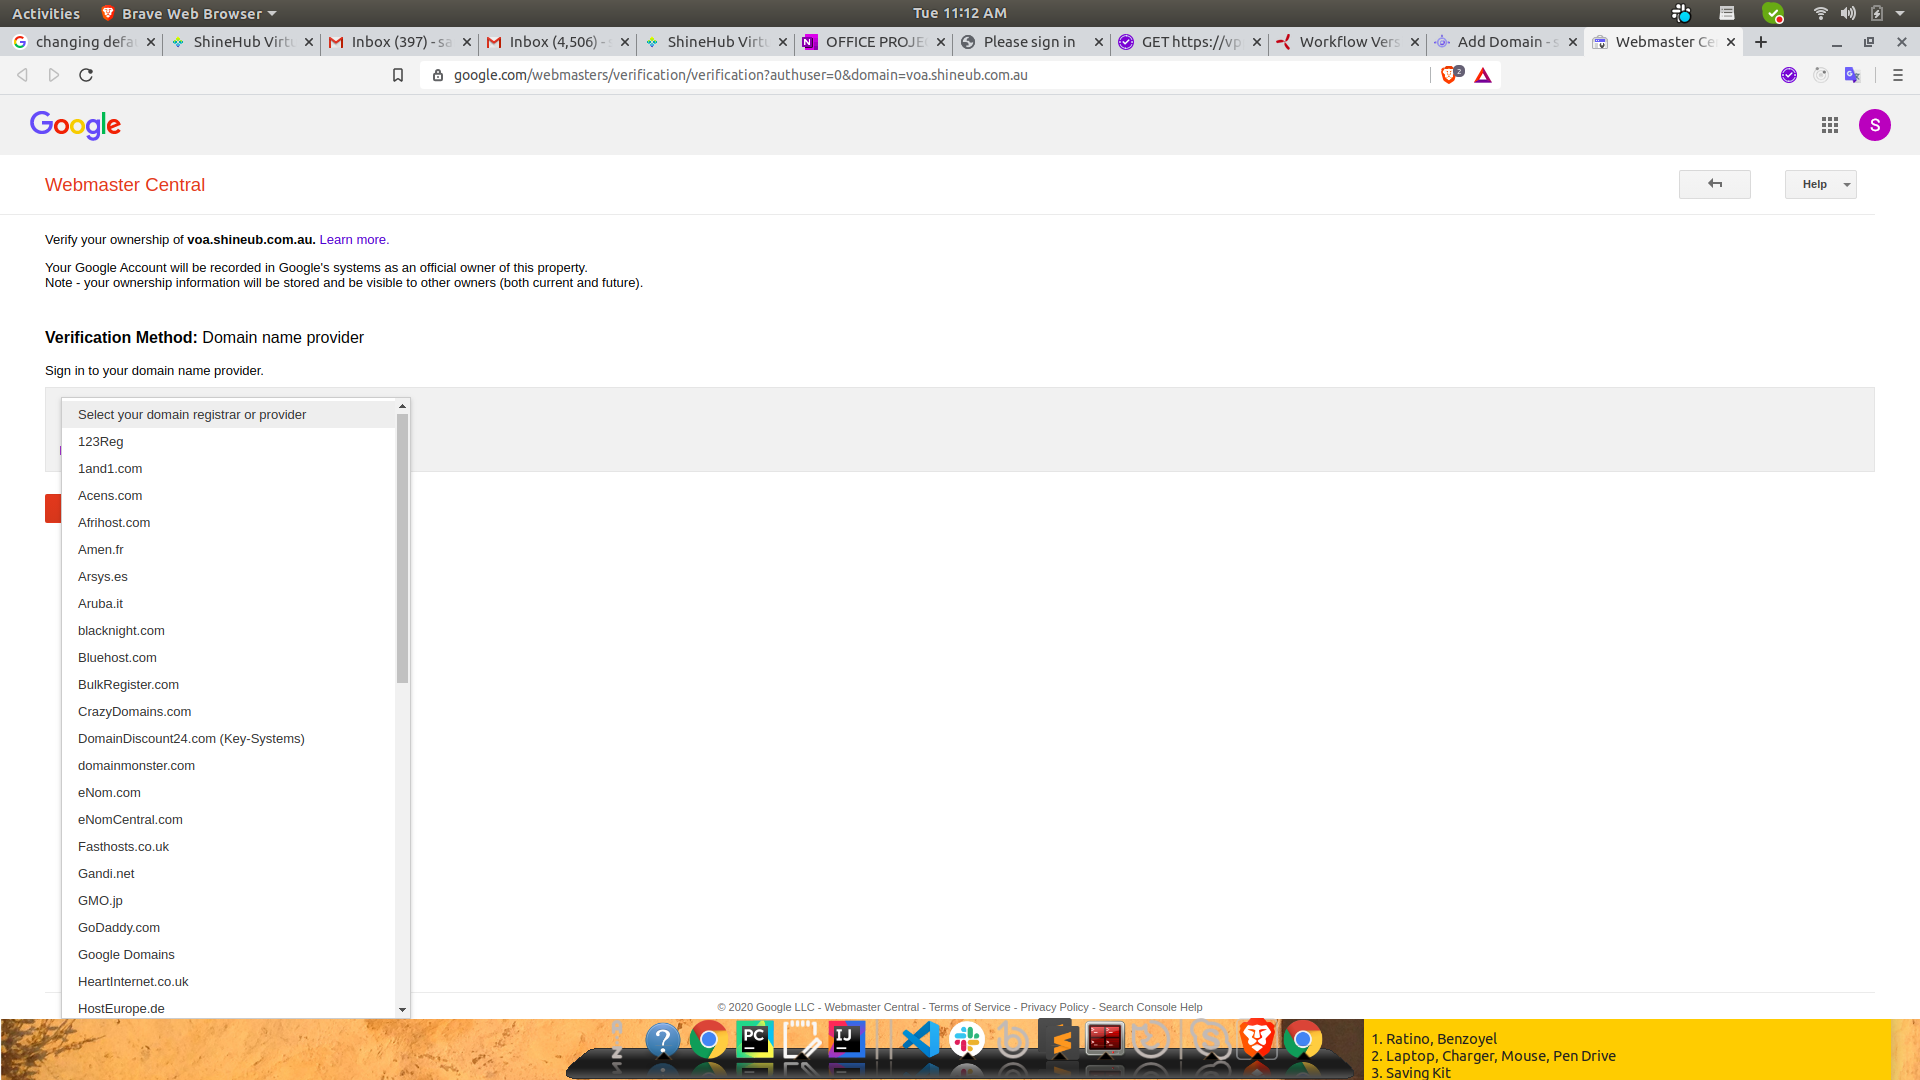 Activities Brave Web Browser Tue 11:12 AM
changing defau ShineHub Virtu Inbox (397) - sa Inbox (4,506) - s ShineHub Virtu OFFICE PROJE Please sign in GET https://vp Workflow Vers Add Domain - s Webmaster Ce
google.com/webmasters/verification/verification?authuser=0&domain=voa.shineub.com.au 2
Google S
Webmaster Central Help
Verify your ownership of voa.shineub.com.au. Learn more.
Your Google Account will be recorded in Google's systems as an official owner of this property.
Note - your ownership information will be stored and be visible to other owners (both current and future).
Verification Method: Domain name provider
Sign in to your domain name provider.
Select your domain registrar or provider
123Reg
1and1.com
Acens.com
Afrihost.com
Amen.fr
Arsys.es
Aruba.it
blacknight.com
Bluehost.com
BulkRegister.com
CrazyDomains.com
DomainDiscount24.com (Key-Systems)
domainmonster.com
eNom.com
eNomCentral.com
Fasthosts.co.uk
Gandi.net
GMO.jp
GoDaddy.com
Google Domains
HeartInternet.co.uk
HostEurope.de
© 2020 Google LLC - Webmaster Central - Terms of Service - Privacy Policy - Search Console Help
PC IJ
1. Ratino, Benzoyel
2. Laptop, Charger, Mouse, Pen Drive
3. Saving Kit